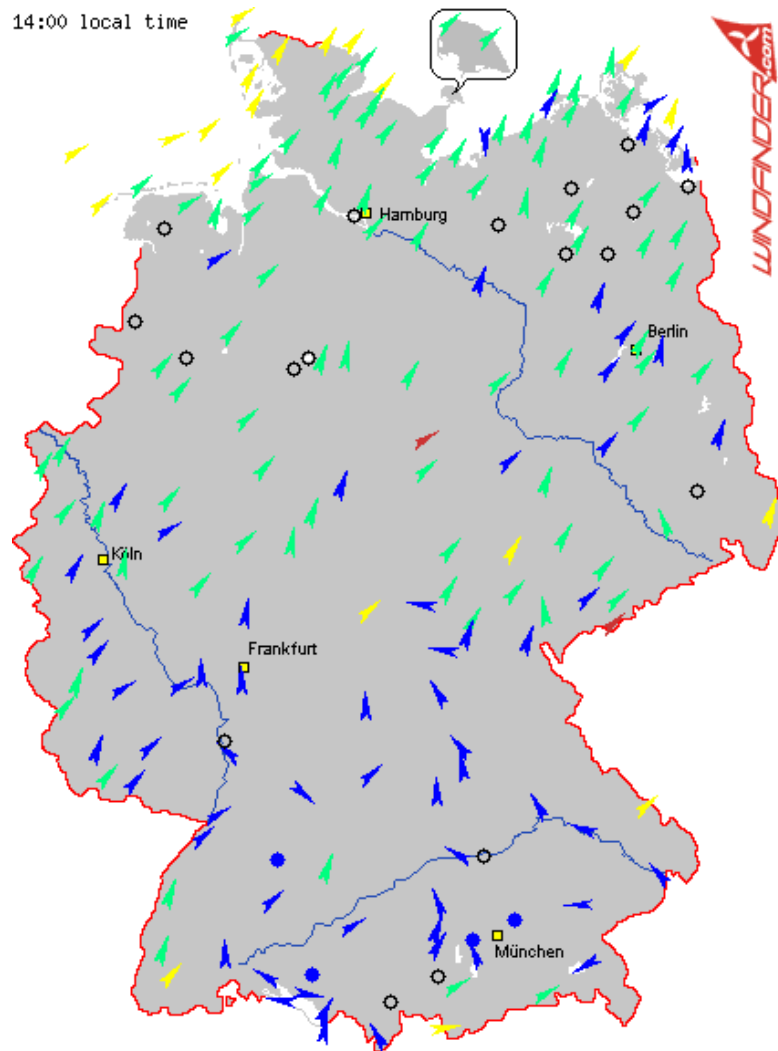 14:00 local time
WINDFINDER.com
Hamburg
Berlin
Köln
Frankfurt
München